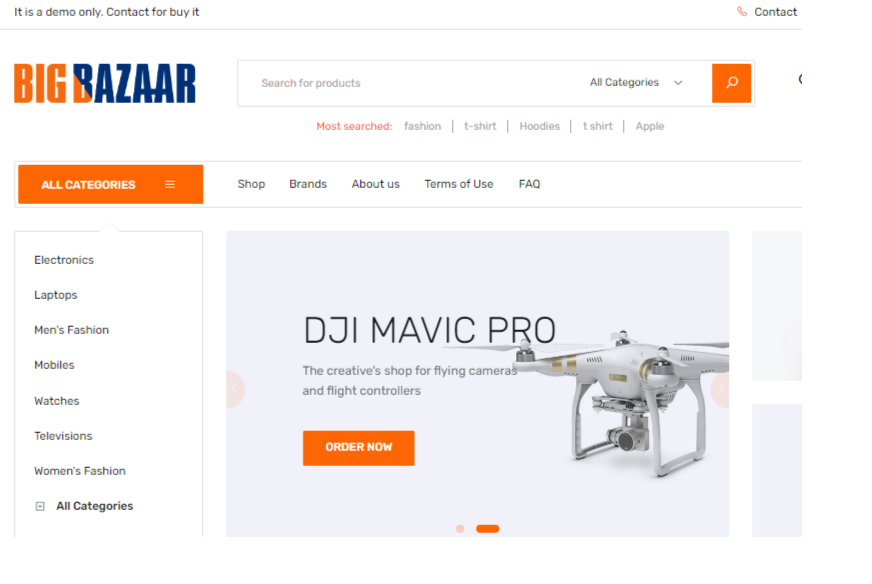 It is a demo only. Contact for buy it
Contact
BIG BAZAAR
Search for products
All Categories
Most searched: fashion t-shirt Hoodies t shirt Apple
ALL CATEGORIES
Shop Brands About us Terms of Use FAQ
Electronics
Laptops
Men's Fashion
Mobiles
Watches
Televisions
Women's Fashion
All Categories
DJI MAVIC PRO
The creative's shop for flying cameras
and flight controllers
ORDER NOW